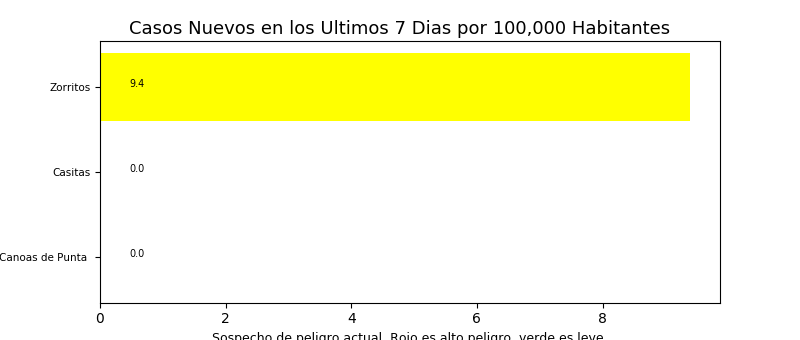 Casos Nuevos en los Ultimos 7 Dias por 100,000 Habitantes
Zorritos
9.4
Casitas
0.0
Canoas de Punta
0.0
0 2 4 6 8
Sospecho de peligro actual. Rojo es alto peligro, verde es leve